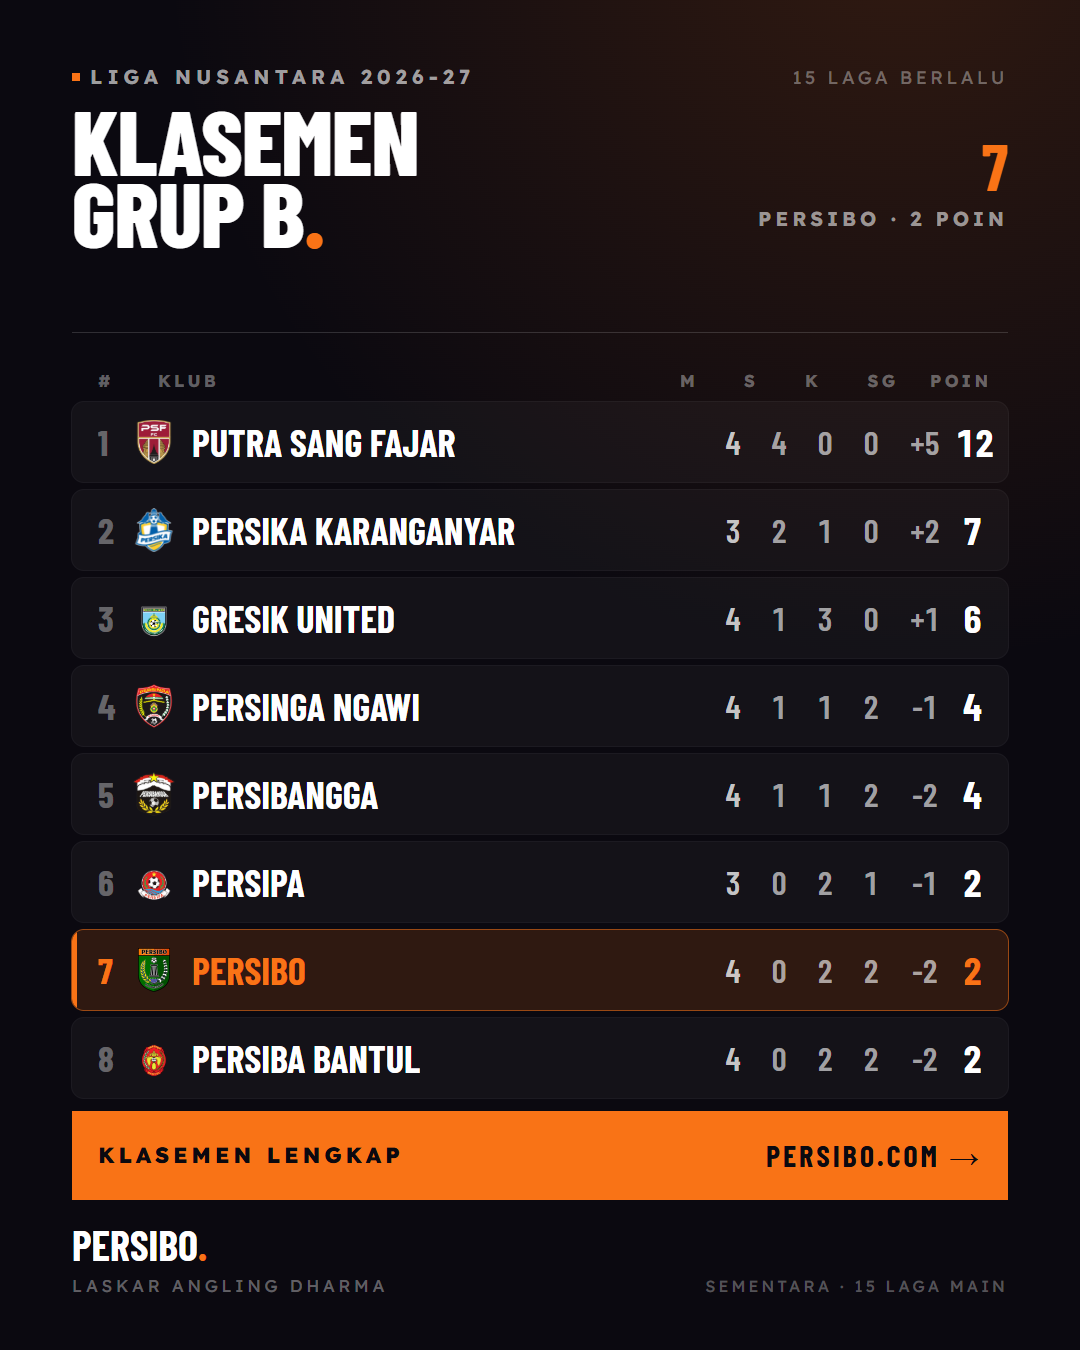 LIGA NUSANTARA 2026-27
15 LAGA BERLALU
KLASEMEN
GRUP B.
7
PERSIBO · 2 POIN
# KLUB M S K SG POIN
1 PSF FC PUTRA SANG FAJAR 4 4 0 0 +5 12
2 PERSIKA PERSIKA KARANGANYAR 3 2 1 0 +2 7
3 GRESIK UNITED 4 1 3 0 +1 6
4 PERSINGA NGAWI 4 1 1 2 -1 4
5 PERSIBANGGA 4 1 1 2 -2 4
6 PERSIPA 3 0 2 1 -1 2
7 PERSIBO PERSIBO 4 0 2 2 -2 2
8 PERSIBA BANTUL 4 0 2 2 -2 2
KLASEMEN LENGKAP
PERSIBO.COM →
PERSIBO.
LASKAR ANGLING DHARMA
SEMENTARA · 15 LAGA MAIN